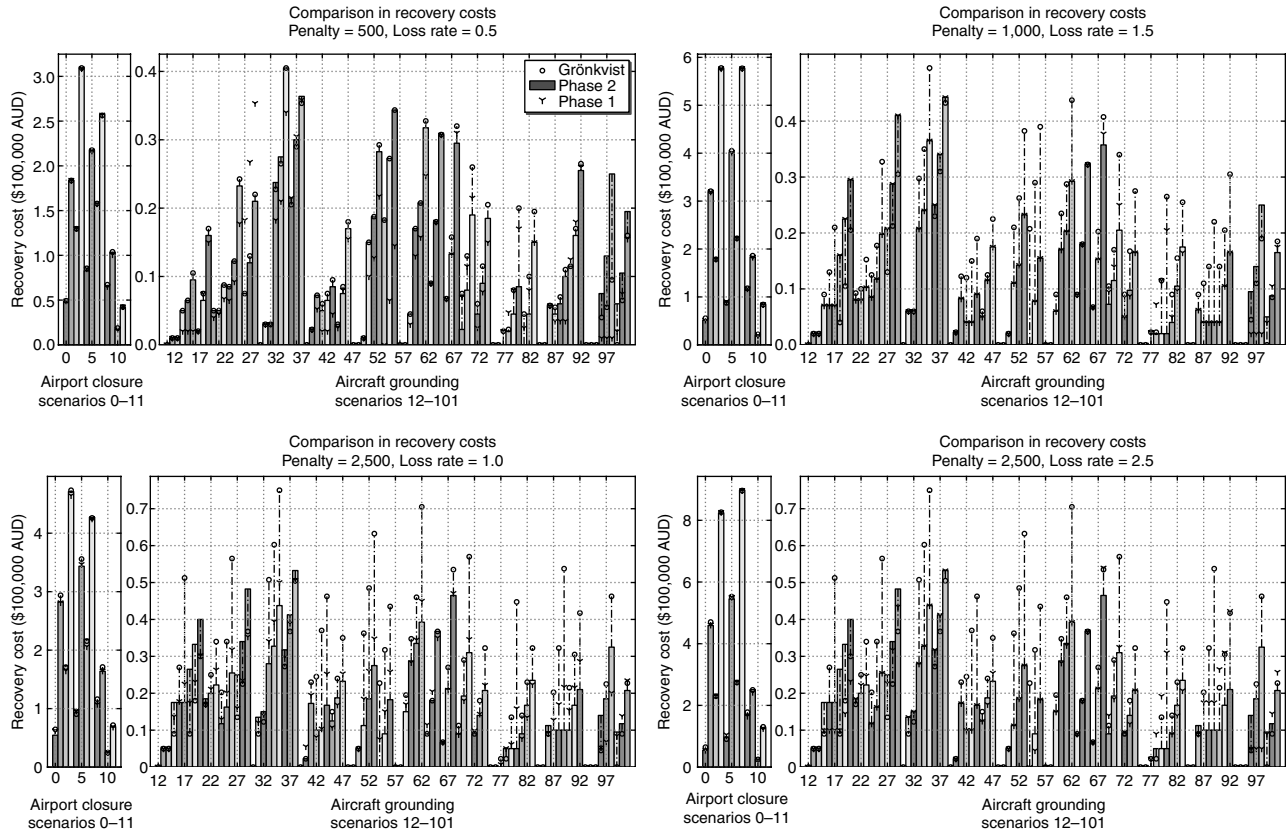 Comparison in recovery costs
Penalty = 500, Loss rate = 0.5
Recovery cost ($100,000 AUD)
3.0
2.5
2.0
1.5
1.0
0.5
0
0 5 10
Airport closure
scenarios 0–11
0.4
0.3
0.2
0.1
0
12 17 22 27 32 37 42 47 52 57 62 67 72 77 82 87 92 97
Aircraft grounding
scenarios 12–101
Grönkvist
Phase 2
Phase 1
Comparison in recovery costs
Penalty = 1,000, Loss rate = 1.5
Recovery cost ($100,000 AUD)
6
5
4
3
2
1
0
0 5 10
Airport closure
scenarios 0–11
0.4
0.3
0.2
0.1
0
12 17 22 27 32 37 42 47 52 57 62 67 72 77 82 87 92 97
Aircraft grounding
scenarios 12–101
Comparison in recovery costs
Penalty = 2,500, Loss rate = 1.0
Recovery cost ($100,000 AUD)
4
3
2
1
0
0 5 10
Airport closure
scenarios 0–11
0.7
0.6
0.5
0.4
0.3
0.2
0.1
0
12 17 22 27 32 37 42 47 52 57 62 67 72 77 82 87 92 97
Aircraft grounding
scenarios 12–101
Comparison in recovery costs
Penalty = 2,500, Loss rate = 2.5
Recovery cost ($100,000 AUD)
8
6
4
2
0
0 5 10
Airport closure
scenarios 0–11
0.7
0.6
0.5
0.4
0.3
0.2
0.1
0
12 17 22 27 32 37 42 47 52 57 62 67 72 77 82 87 92 97
Aircraft grounding
scenarios 12–101